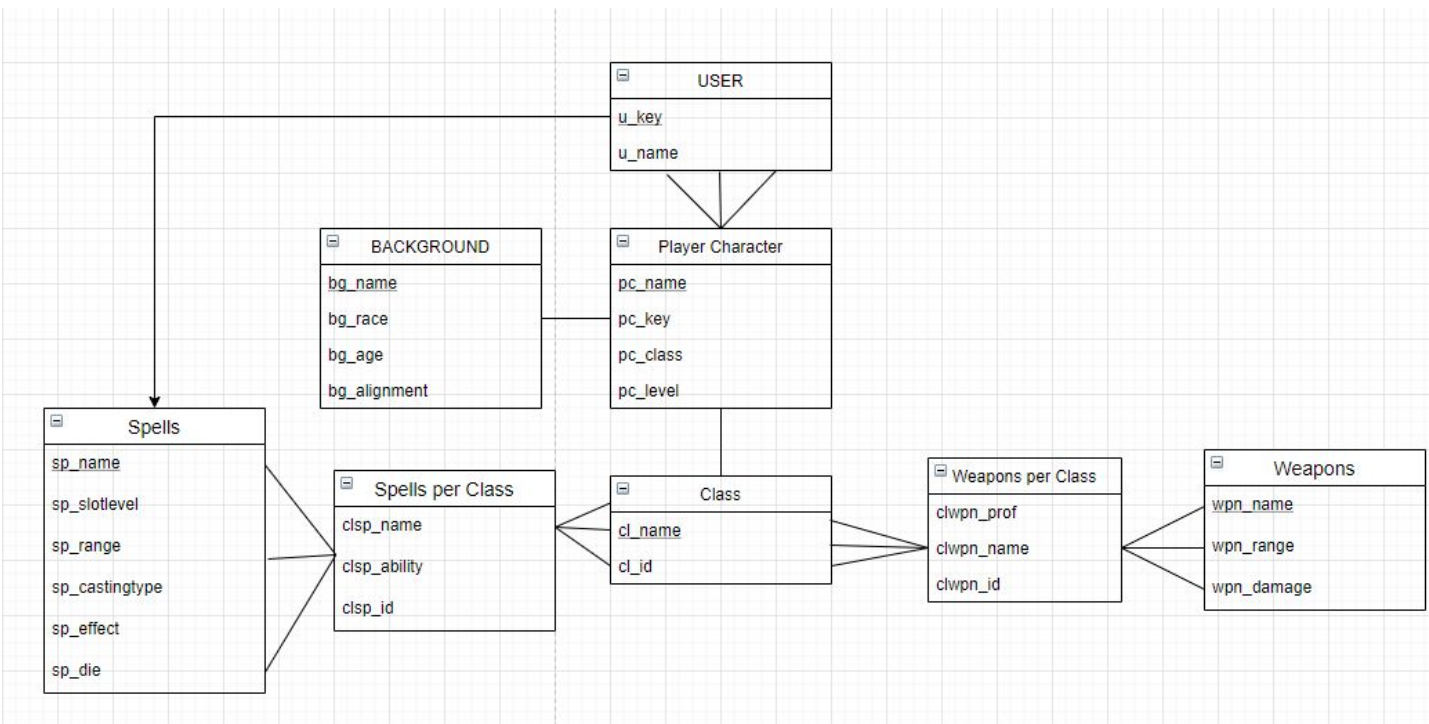 USER
u_key
u_name
BACKGROUND
bg_name
bg_race
bg_age
bg_alignment
Player Character
pc_name
pc_key
pc_class
pc_level
Spells
sp_name
sp_slotlevel
sp_range
sp_castingtype
sp_effect
sp_die
Spells per Class
clsp_name
clsp_ability
clsp_id
Class
cl_name
cl_id
Weapons per Class
clwpn_prof
clwpn_name
clwpn_id
Weapons
wpn_name
wpn_range
wpn_damage